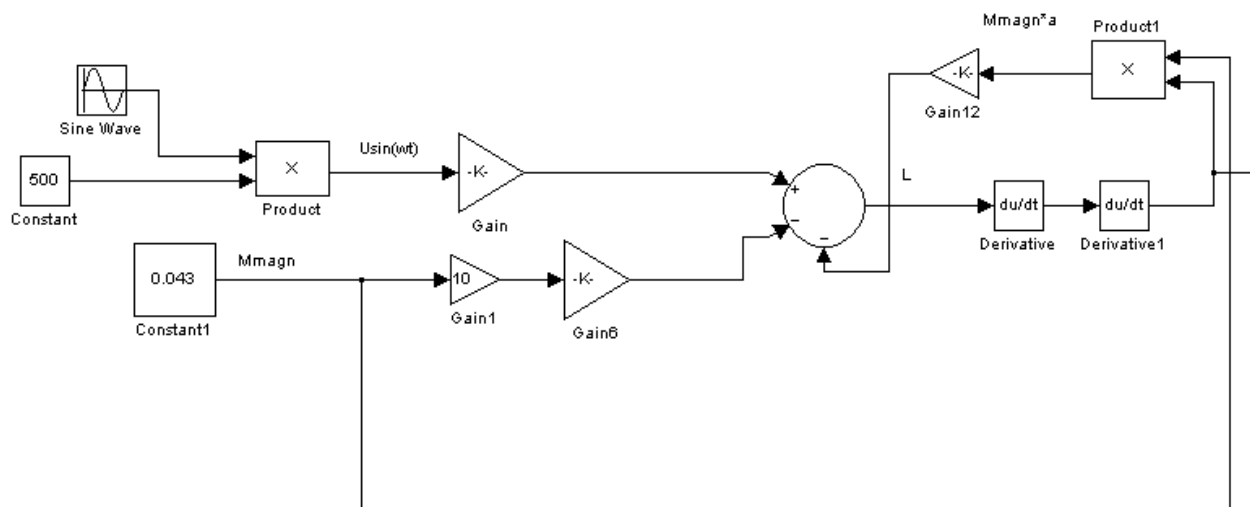 Mmagn*a
Product1
×
-K-
Gain12
Sine Wave
Usin(wt)
500
Constant
×
Product
-K-
Gain
L
+
−
−
du/dt
Derivative
du/dt
Derivative1
Mmagn
0.043
Constant1
10
Gain1
-K-
Gain6